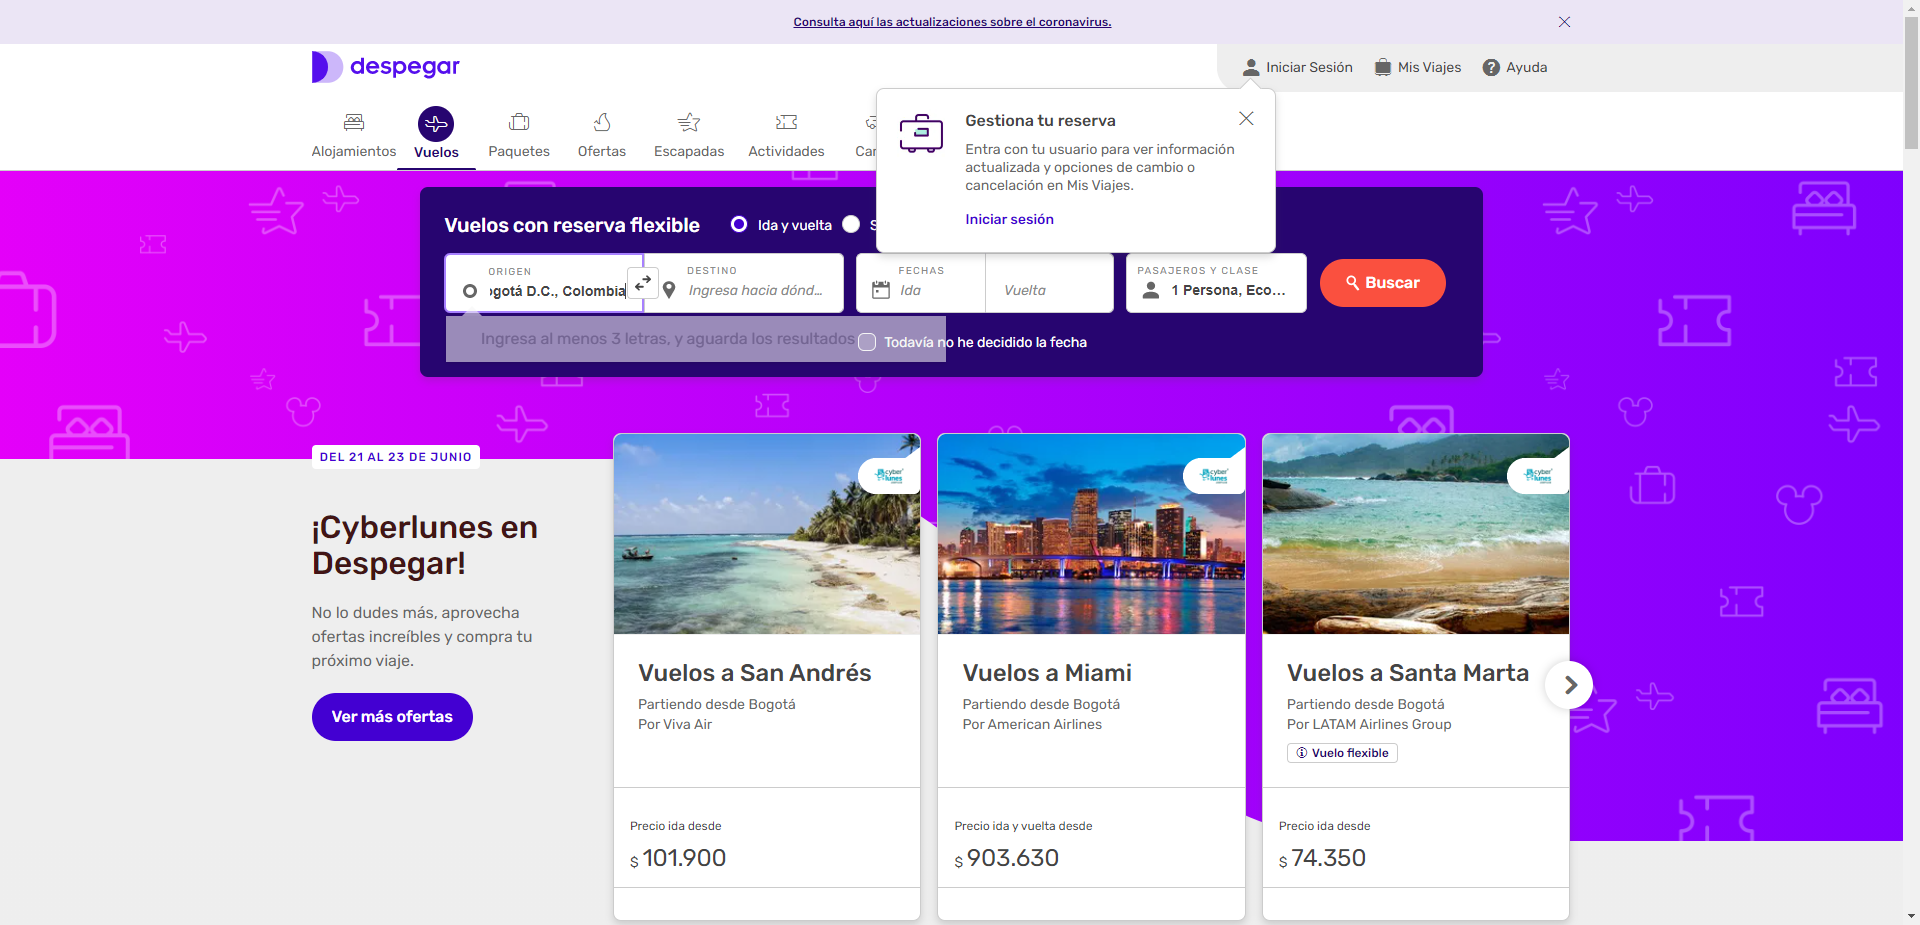 Consulta aquí las actualizaciones sobre el coronavirus.
despegar
Iniciar Sesión
Mis Viajes
Ayuda
Alojamientos
Vuelos
Paquetes
Ofertas
Escapadas
Actividades
Gestiona tu reserva
Entra con tu usuario para ver información
actualizada y opciones de cambio o
cancelación en Mis Viajes.
Iniciar sesión
Vuelos con reserva flexible
Ida y vuelta
ORIGEN
ogotá D.C., Colombia
DESTINO
Ingresa hacia dónd...
FECHAS
Ida
Vuelta
PASAJEROS Y CLASE
1 Persona, Eco...
Buscar
Ingresa al menos 3 letras, y aguarda los resultados
Todavía no he decidido la fecha
DEL 21 AL 23 DE JUNIO
¡Cyberlunes en
Despegar!
No lo dudes más, aprovecha
ofertas increíbles y compra tu
próximo viaje.
Ver más ofertas
cyber
lunes
Vuelos a San Andrés
Partiendo desde Bogotá
Por Viva Air
Precio ida desde
$ 101.900
cyber
lunes
Vuelos a Miami
Partiendo desde Bogotá
Por American Airlines
Precio ida y vuelta desde
$ 903.630
cyber
lunes
Vuelos a Santa Marta
Partiendo desde Bogotá
Por LATAM Airlines Group
Vuelo flexible
Precio ida desde
$ 74.350